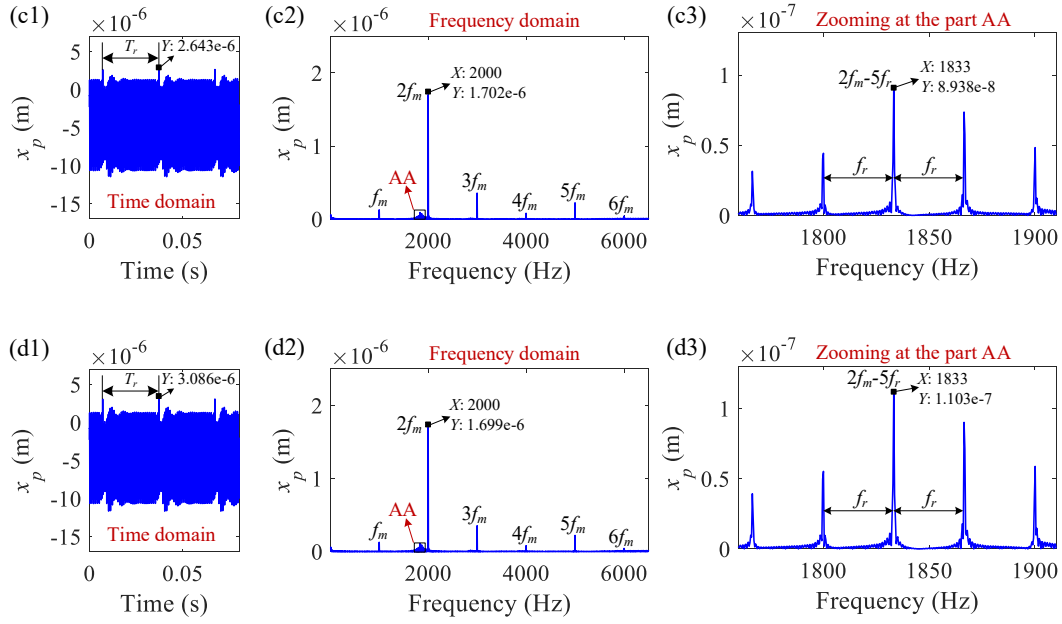 (c1)
×10⁻⁶
5
0
-5
-10
-15
x_p (m)
T_r
Y: 2.643e-6
Time domain
0
0.05
Time (s)
(c2)
×10⁻⁶
Frequency domain
2
1
0
x_p (m)
2f_m
X: 2000
Y: 1.702e-6
AA
f_m
3f_m
4f_m
5f_m
6f_m
2000
4000
6000
Frequency (Hz)
(c3)
×10⁻⁷
Zooming at the part AA
1
0.5
0
x_p (m)
2f_m-5f_r
X: 1833
Y: 8.938e-8
f_r
f_r
1800
1850
1900
Frequency (Hz)
(d1)
×10⁻⁶
5
0
-5
-10
-15
x_p (m)
T_r
Y: 3.086e-6
Time domain
0
0.05
Time (s)
(d2)
×10⁻⁶
Frequency domain
2
1
0
x_p (m)
2f_m
X: 2000
Y: 1.699e-6
AA
f_m
3f_m
4f_m
5f_m
6f_m
2000
4000
6000
Frequency (Hz)
(d3)
×10⁻⁷
Zooming at the part AA
1
0.5
0
x_p (m)
2f_m-5f_r
X: 1833
Y: 1.103e-7
f_r
f_r
1800
1850
1900
Frequency (Hz)